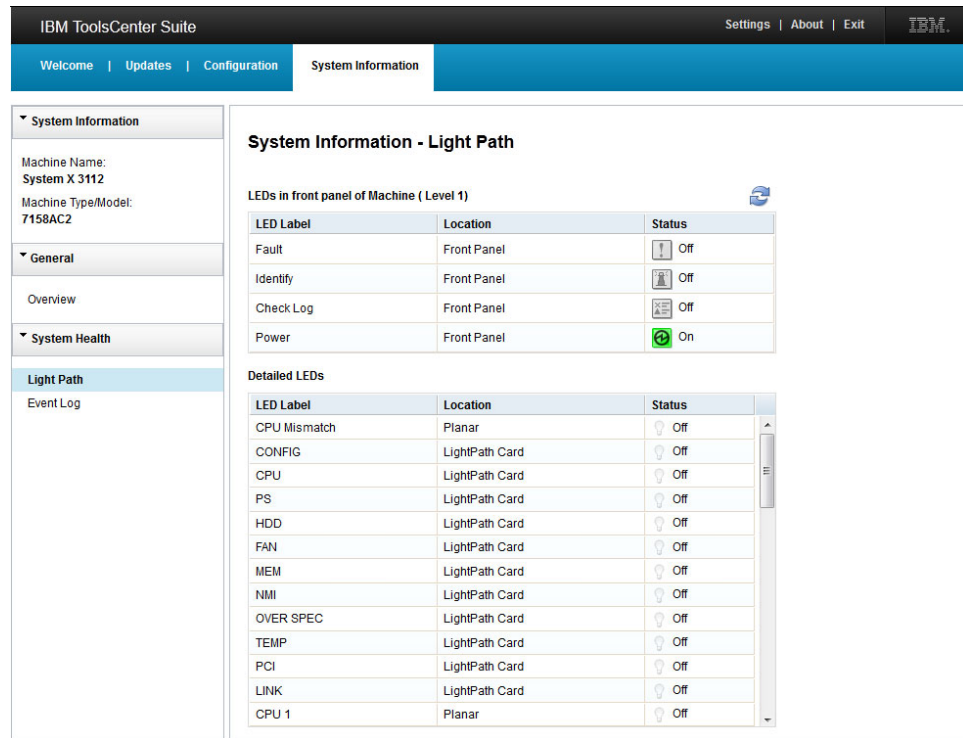 IBM ToolsCenter Suite
Settings | About | Exit
IBM.
Welcome | Updates | Configuration
System Information
System Information
Machine Name:
System X 3112
Machine Type/Model:
7158AC2
General
Overview
System Health
Light Path
Event Log
System Information - Light Path
LEDs in front panel of Machine ( Level 1)
LED Label Location Status
Fault Front Panel Off
Identify Front Panel Off
Check Log Front Panel Off
Power Front Panel On
Detailed LEDs
LED Label Location Status
CPU Mismatch Planar Off
CONFIG LightPath Card Off
CPU LightPath Card Off
PS LightPath Card Off
HDD LightPath Card Off
FAN LightPath Card Off
MEM LightPath Card Off
NMI LightPath Card Off
OVER SPEC LightPath Card Off
TEMP LightPath Card Off
PCI LightPath Card Off
LINK LightPath Card Off
CPU 1 Planar Off